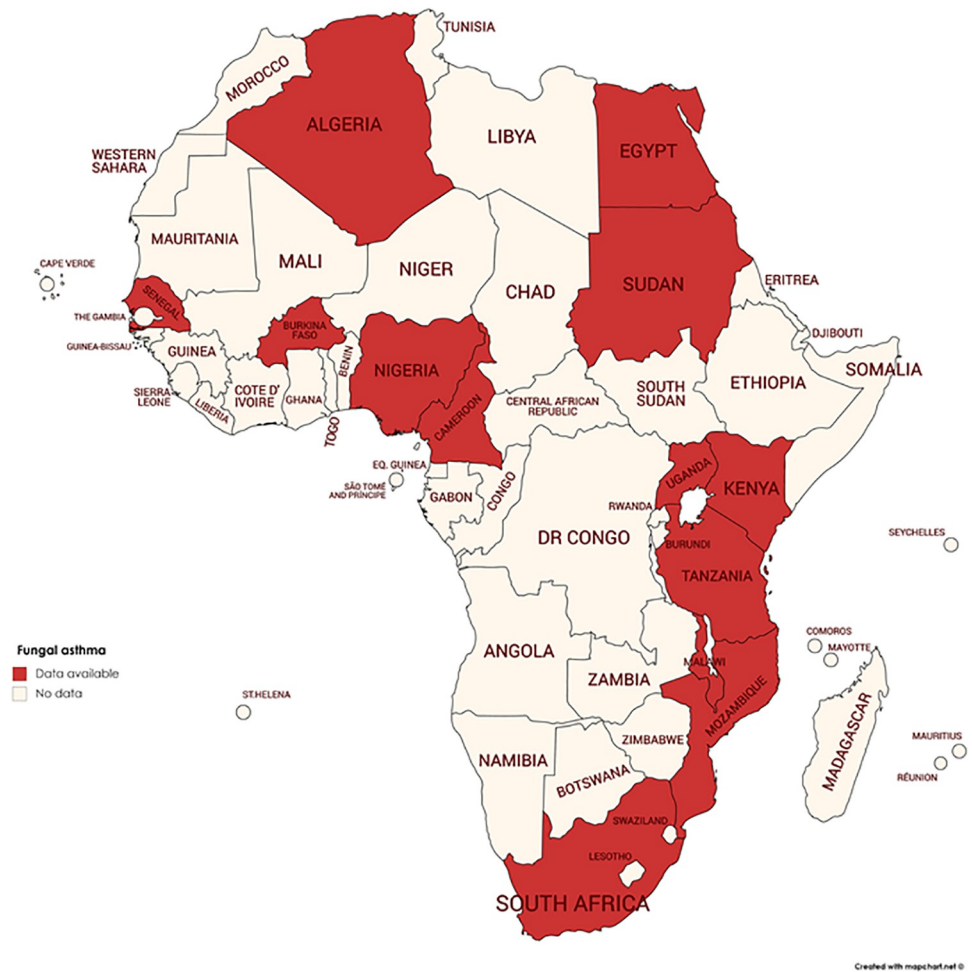 TUNISIA
MOROCCO
ALGERIA
LIBYA
EGYPT
WESTERN
SAHARA
MAURITANIA
MALI
NIGER
CHAD
SUDAN
ERITREA
CAPE VERDE
SENEGAL
THE GAMBIA
GUINEA-BISSAU
GUINEA
BURKINA
FASO
BENIN
NIGERIA
DJIBOUTI
SOMALIA
ETHIOPIA
SOUTH
SUDAN
CENTRAL AFRICAN
REPUBLIC
SIERRA
LEONE
LIBERIA
COTE D'
IVOIRE
GHANA
TOGO
CAMEROON
EQ. GUINEA
SÃO TOMÉ
AND PRÍNCIPE
GABON
CONGO
DR CONGO
UGANDA
KENYA
RWANDA
BURUNDI
TANZANIA
SEYCHELLES
COMOROS
MAYOTTE
ANGOLA
ZAMBIA
MALAWI
MOZAMBIQUE
MADAGASCAR
MAURITIUS
RÉUNION
ZIMBABWE
NAMIBIA
BOTSWANA
SWAZILAND
LESOTHO
SOUTH AFRICA
ST.HELENA
Fungal asthma
Data available
No data
Created with mapchart.net ©